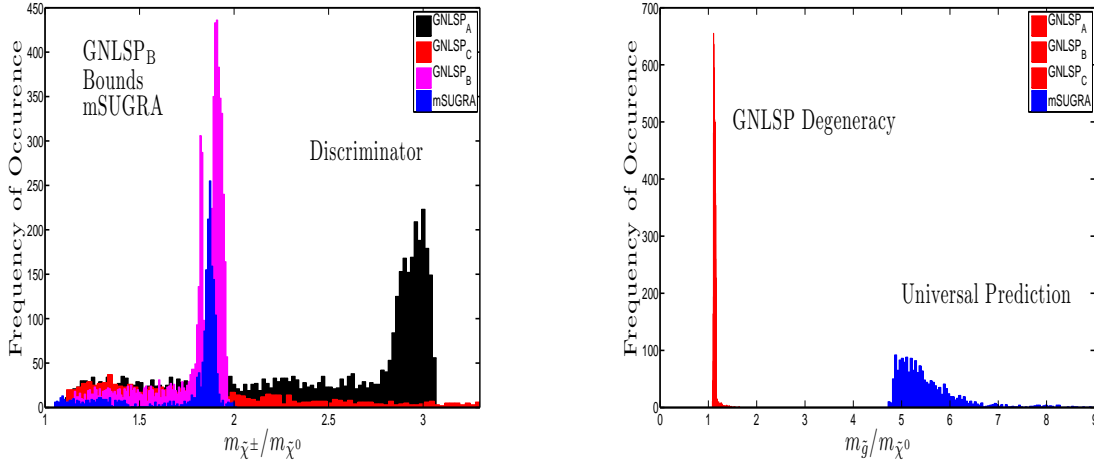 450
400
350
300
250
200
150
100
50
0
Frequency of Occurence
GNLSP_B
Bounds
mSUGRA
Discriminator
GNLSP_A
GNLSP_C
GNLSP_B
mSUGRA
1 1.5 2 2.5 3
m_χ̃±/m_χ̃0
700
600
500
400
300
200
100
0
Frequency of Occurence
GNLSP Degeneracy
Universal Prediction
GNLSP_A
GNLSP_B
GNLSP_C
mSUGRA
0 1 2 3 4 5 6 7 8 9
m_g̃/m_χ̃0